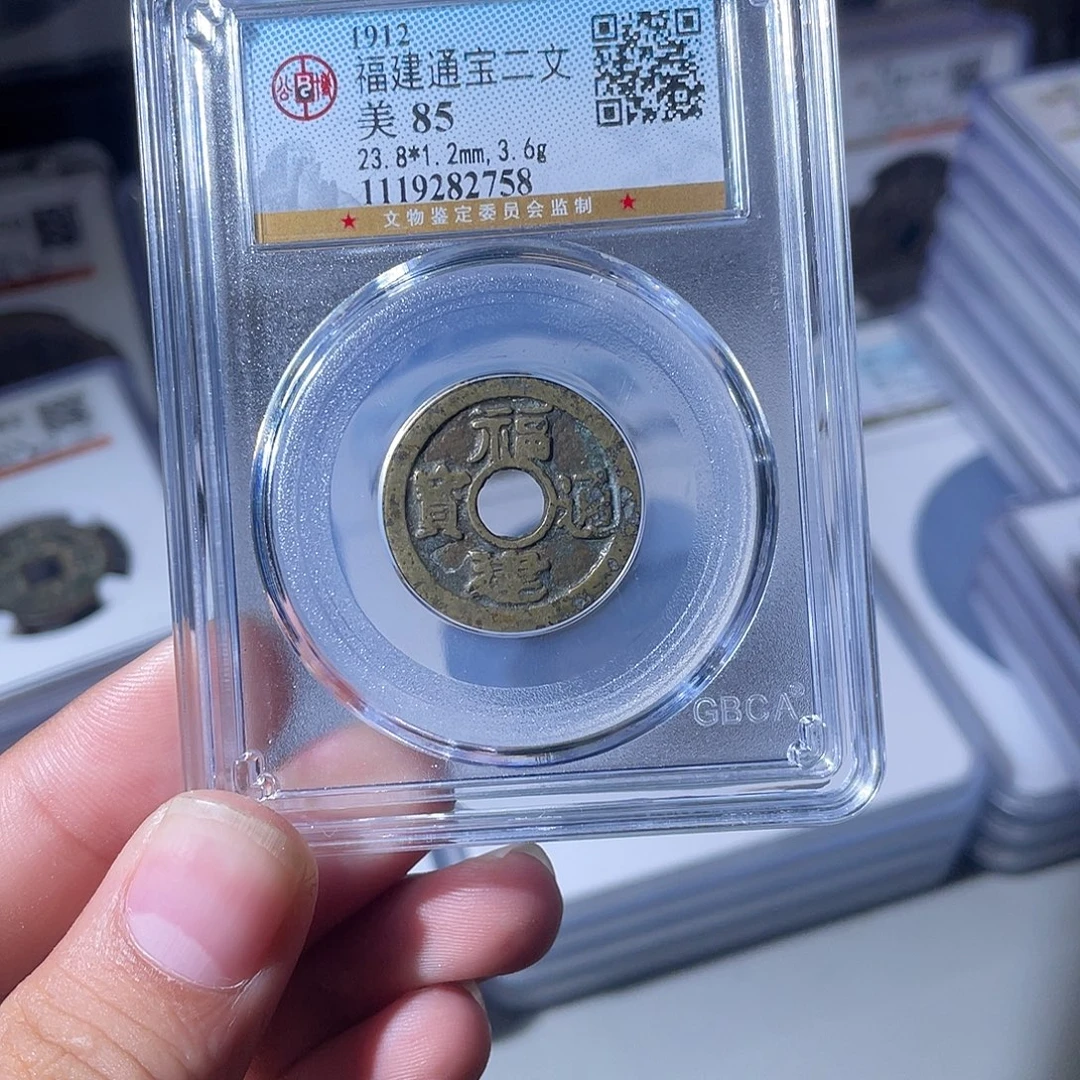 1912
福建通宝二文
美 85
23.8*1.2mm,3.6g
1119282758
★ 文物鉴定委员会监制 ★
福
寳 通
建
GBCA